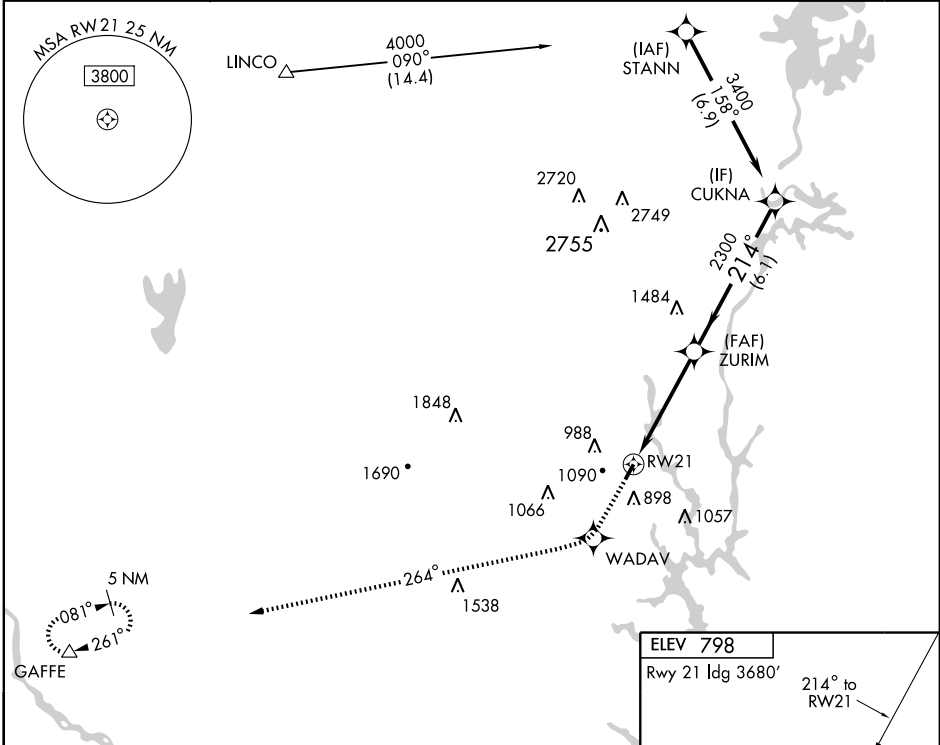 MSA RW21 25 NM
3800
LINCO
4000
090°
(14.4)
(IAF)
STANN
3400
158°
(6.9)
(IF)
CUKNA
2720
2749
2755
2300
214°
(6.1)
1484
(FAF)
ZURIM
1848
988
1690
1090
RW21
1066
898
1057
WADAV
264°
1538
5 NM
081°
261°
GAFFE
ELEV 798
Rwy 21 ldg 3680'
214° to
RW21